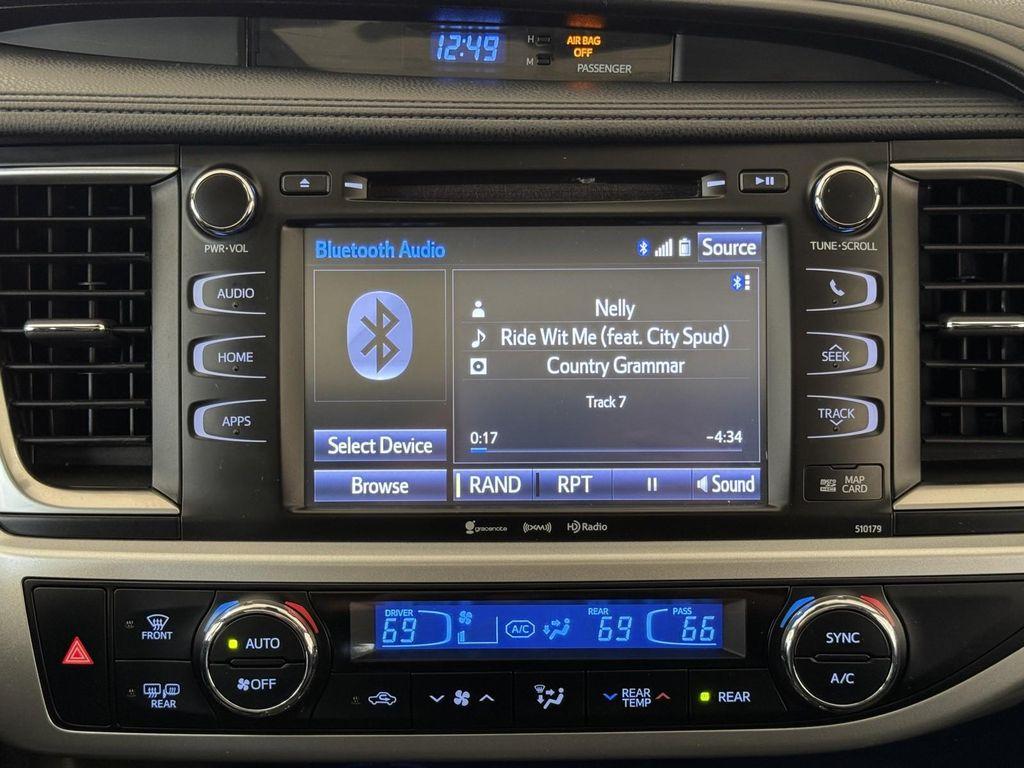 12:49
H
M
AIR BAG
OFF
PASSENGER
PWR•VOL
TUNE•SCROLL
AUDIO
HOME
APPS
Bluetooth Audio
Source
Nelly
Ride Wit Me (feat. City Spud)
Country Grammar
Track 7
0:17
-4:34
Select Device
Browse
RAND
RPT
Sound
SEEK
TRACK
MAP
CARD
gracenote
((XM))
HD Radio
510179
FRONT
REAR
AUTO
OFF
DRIVER
69
A/C
REAR
69
PASS
66
REAR
TEMP
REAR
SYNC
A/C